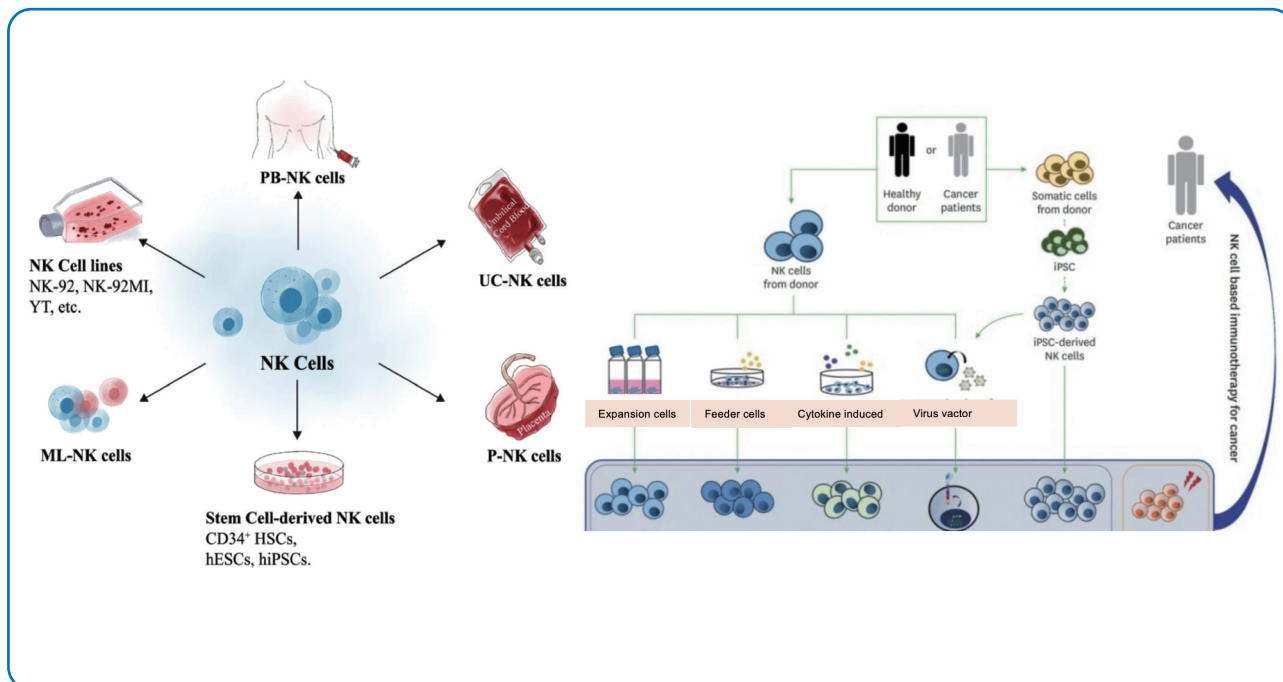 PB-NK cells
Umbilical
Cord Blood
UC-NK cells
NK Cell lines
NK-92, NK-92MI,
YT, etc.
NK Cells
ML-NK cells
Placenta
P-NK cells
Stem Cell-derived NK cells
CD34⁺ HSCs,
hESCs, hiPSCs.
or
Healthy
donor
Cancer
patients
Somatic cells
from donor
iPSC
iPSC-derived
NK cells
NK cells
from donor
Expansion cells
Feeder cells
Cytokine induced
Virus vactor
Cancer
patients
NK cell based immunotherapy for cancer